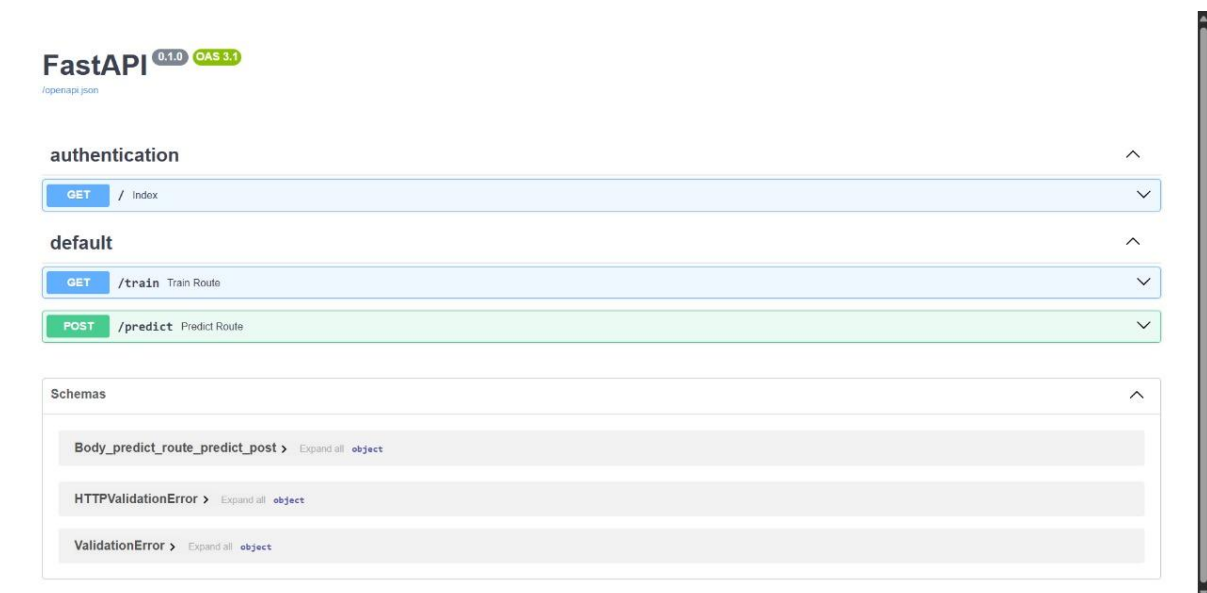 FastAPI 0.1.0 OAS 3.1
/openapi.json
authentication
GET / Index
default
GET /train Train Route
POST /predict Predict Route
Schemas
Body_predict_route_predict_post > Expand all object
HTTPValidationError > Expand all object
ValidationError > Expand all object